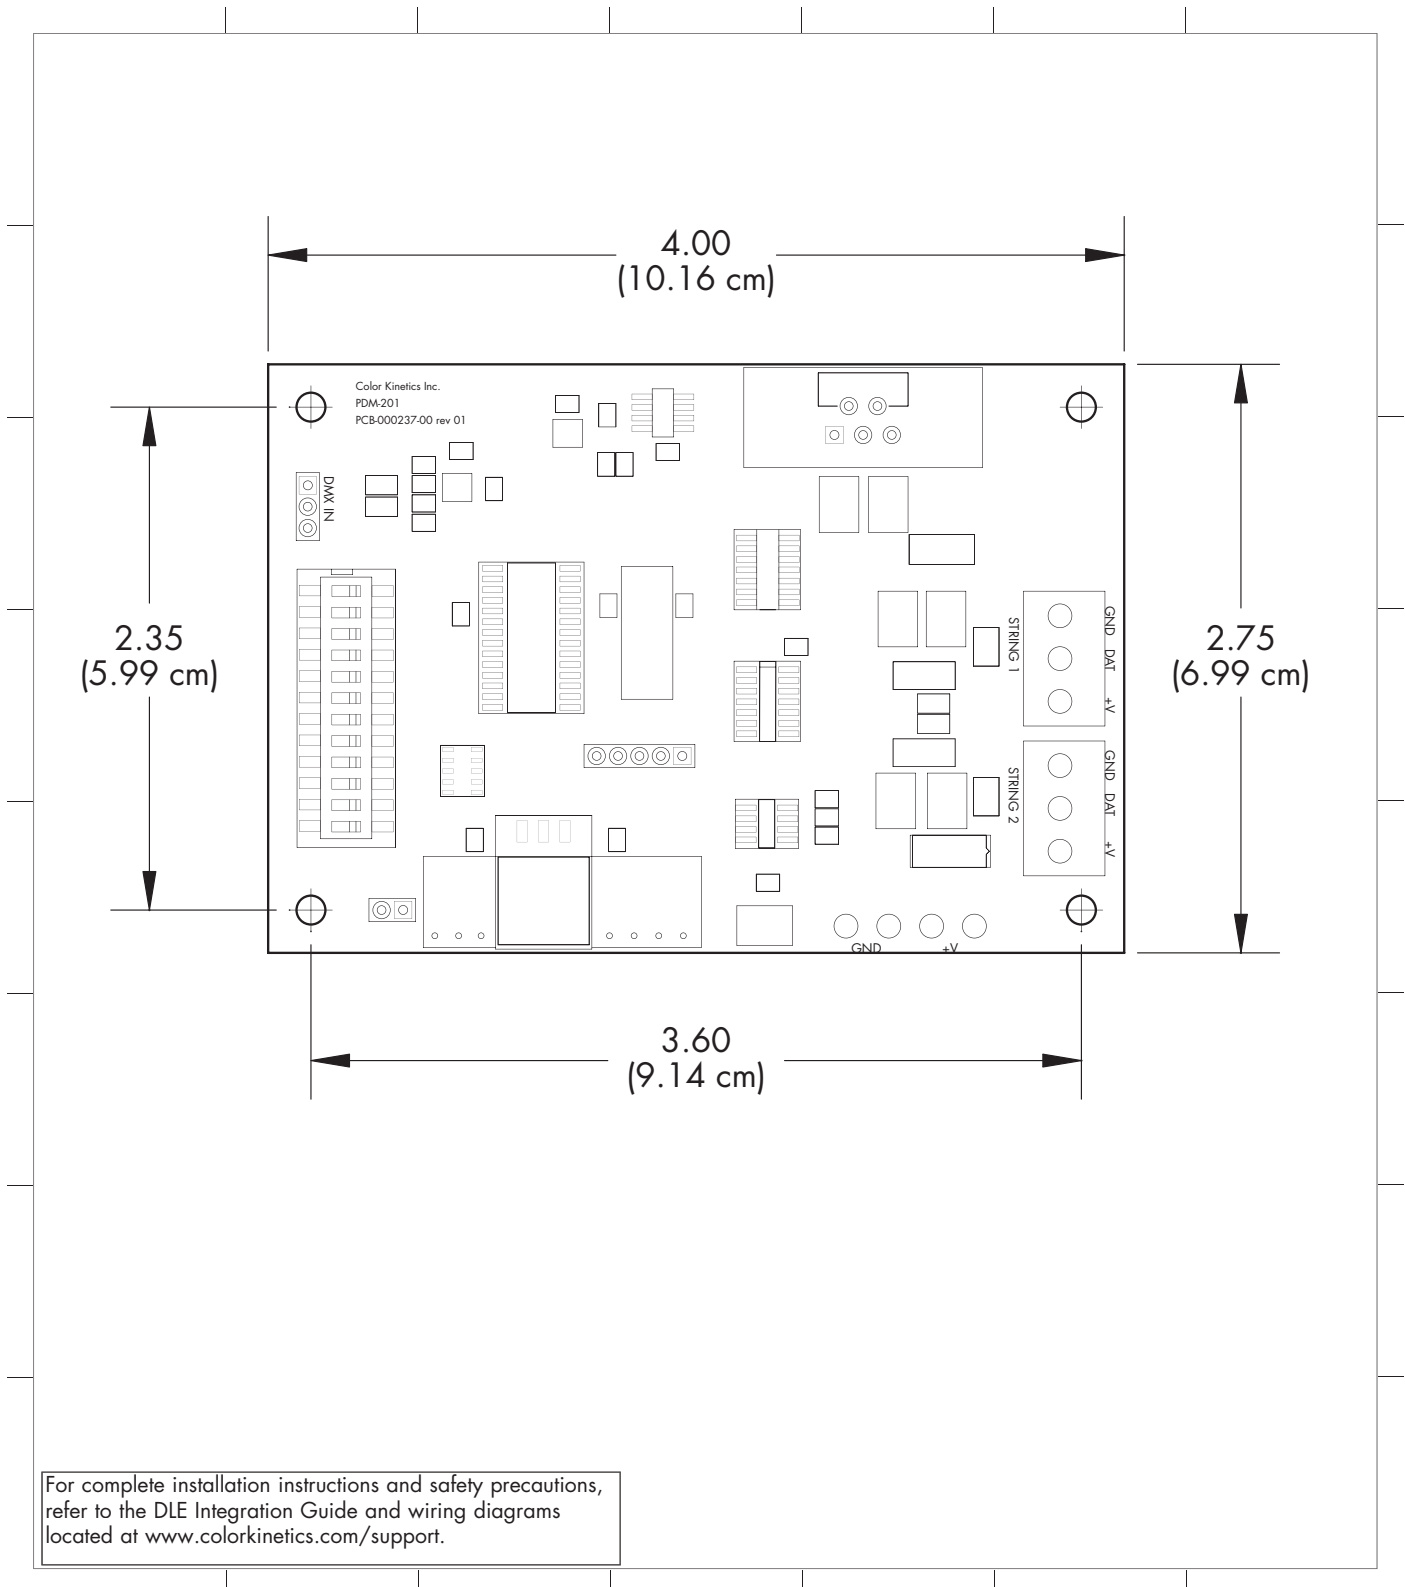 4.00
(10.16 cm)
Color Kinetics Inc.
PDM-201
PCB-000237-00 rev 01
DMX IN
2.35
(5.99 cm)
2.75
(6.99 cm)
STRING 1
GND DAT +V
STRING 2
GND DAT +V
GND +V
3.60
(9.14 cm)
For complete installation instructions and safety precautions,
refer to the DLE Integration Guide and wiring diagrams
located at www.colorkinetics.com/support.